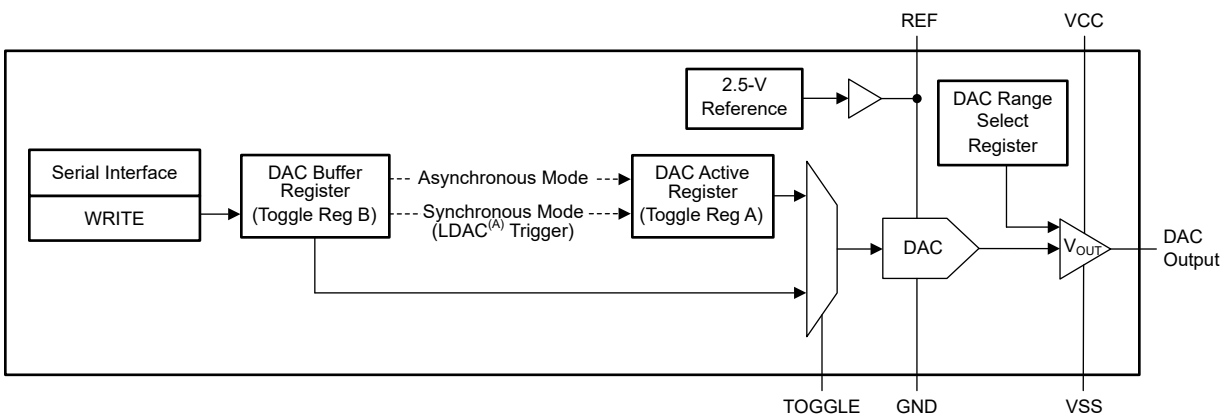 REF
VCC
2.5-V
Reference
DAC Range
Select
Register
Serial Interface
WRITE
DAC Buffer
Register
(Toggle Reg B)
Asynchronous Mode
Synchronous Mode
(LDAC(A) Trigger)
DAC Active
Register
(Toggle Reg A)
DAC
VOUT
DAC
Output
TOGGLE
GND
VSS